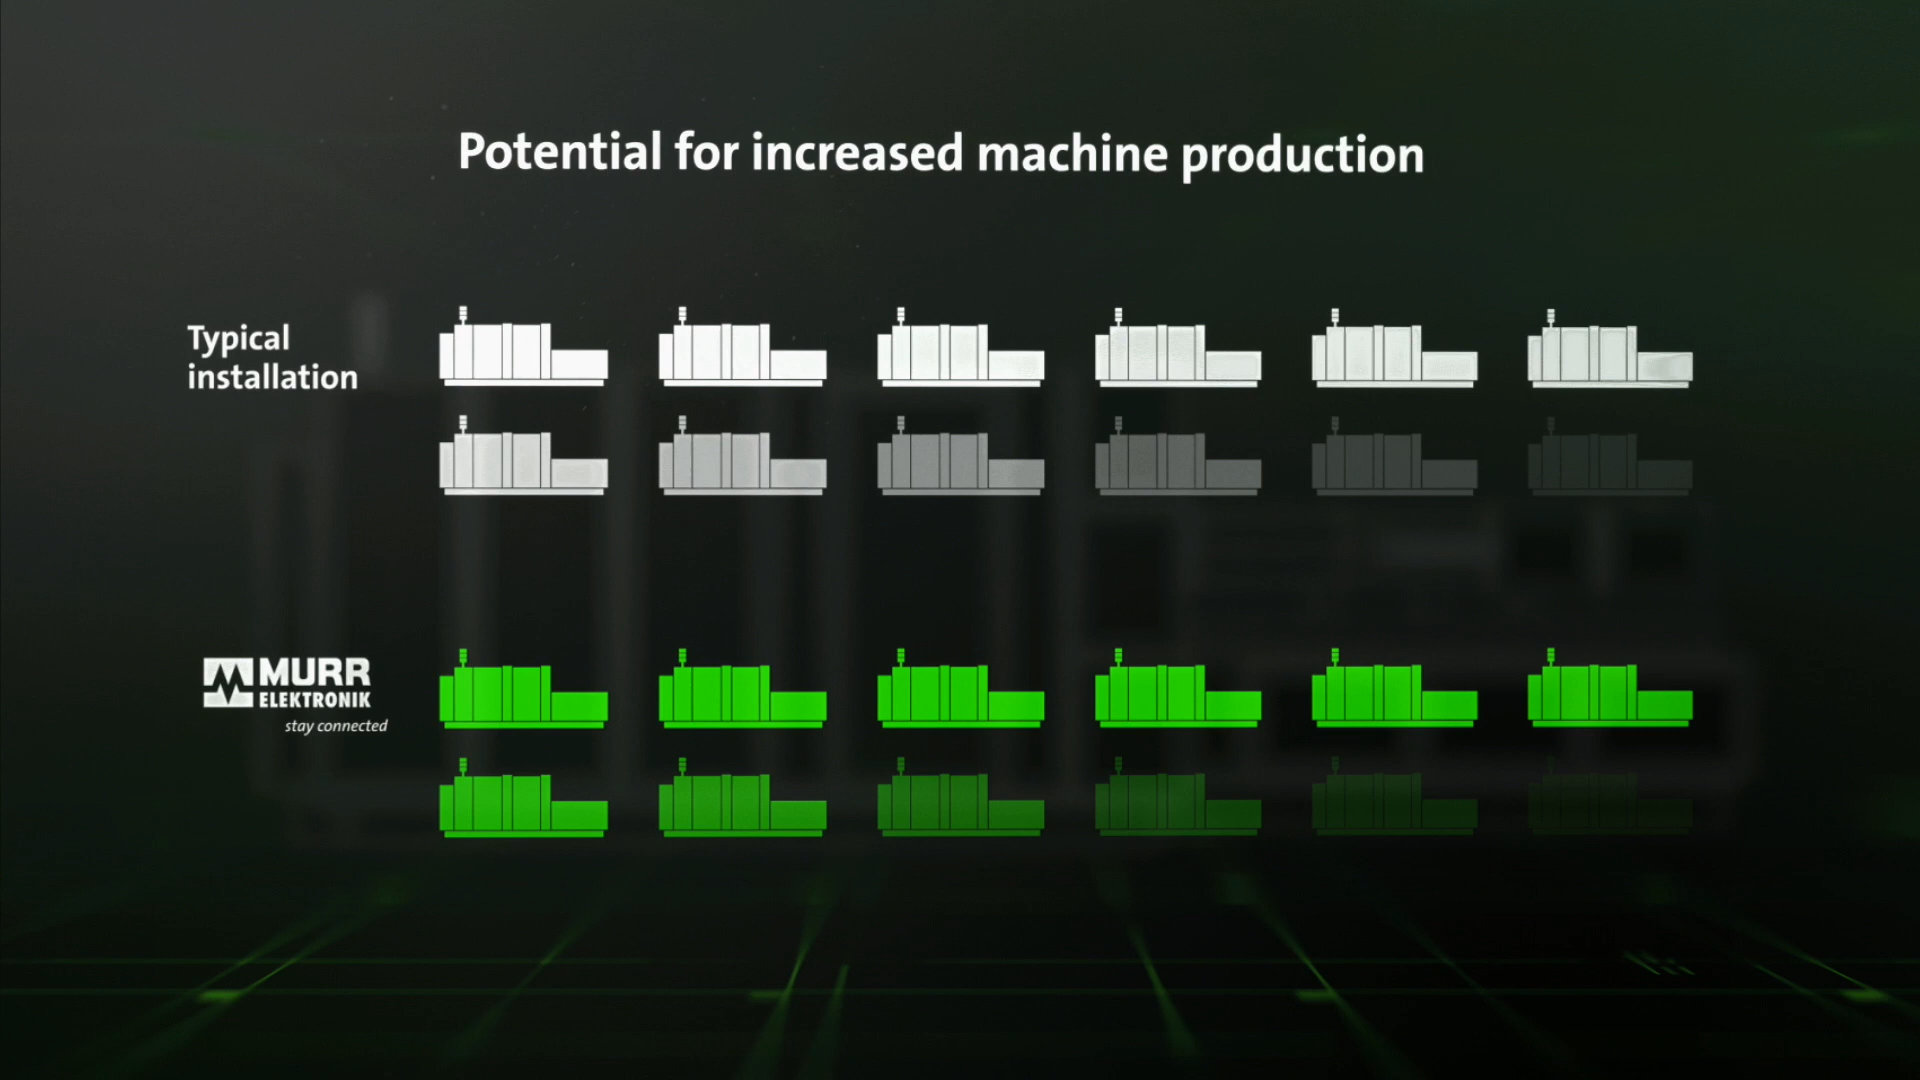 Potential for increased machine production
Typical
installation
MURR
ELEKTRONIK
stay connected